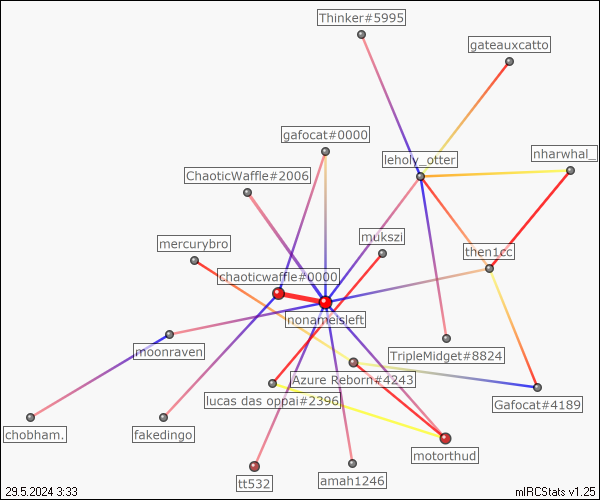 Thinker#5995
gateauxcatto
gafocat#0000
nharwhal_
leholy_otter
ChaoticWaffle#2006
mukszi
mercurybro
then1cc
chaoticwaffle#0000
nonameisleft
moonraven
TripleMidget#8824
Azure Reborn#4243
lucas das oppai#2396
Gafocat#4189
chobham.
fakedingo
motorthud
tt532
amah1246
29.5.2024 3:33
mIRCStats v1.25